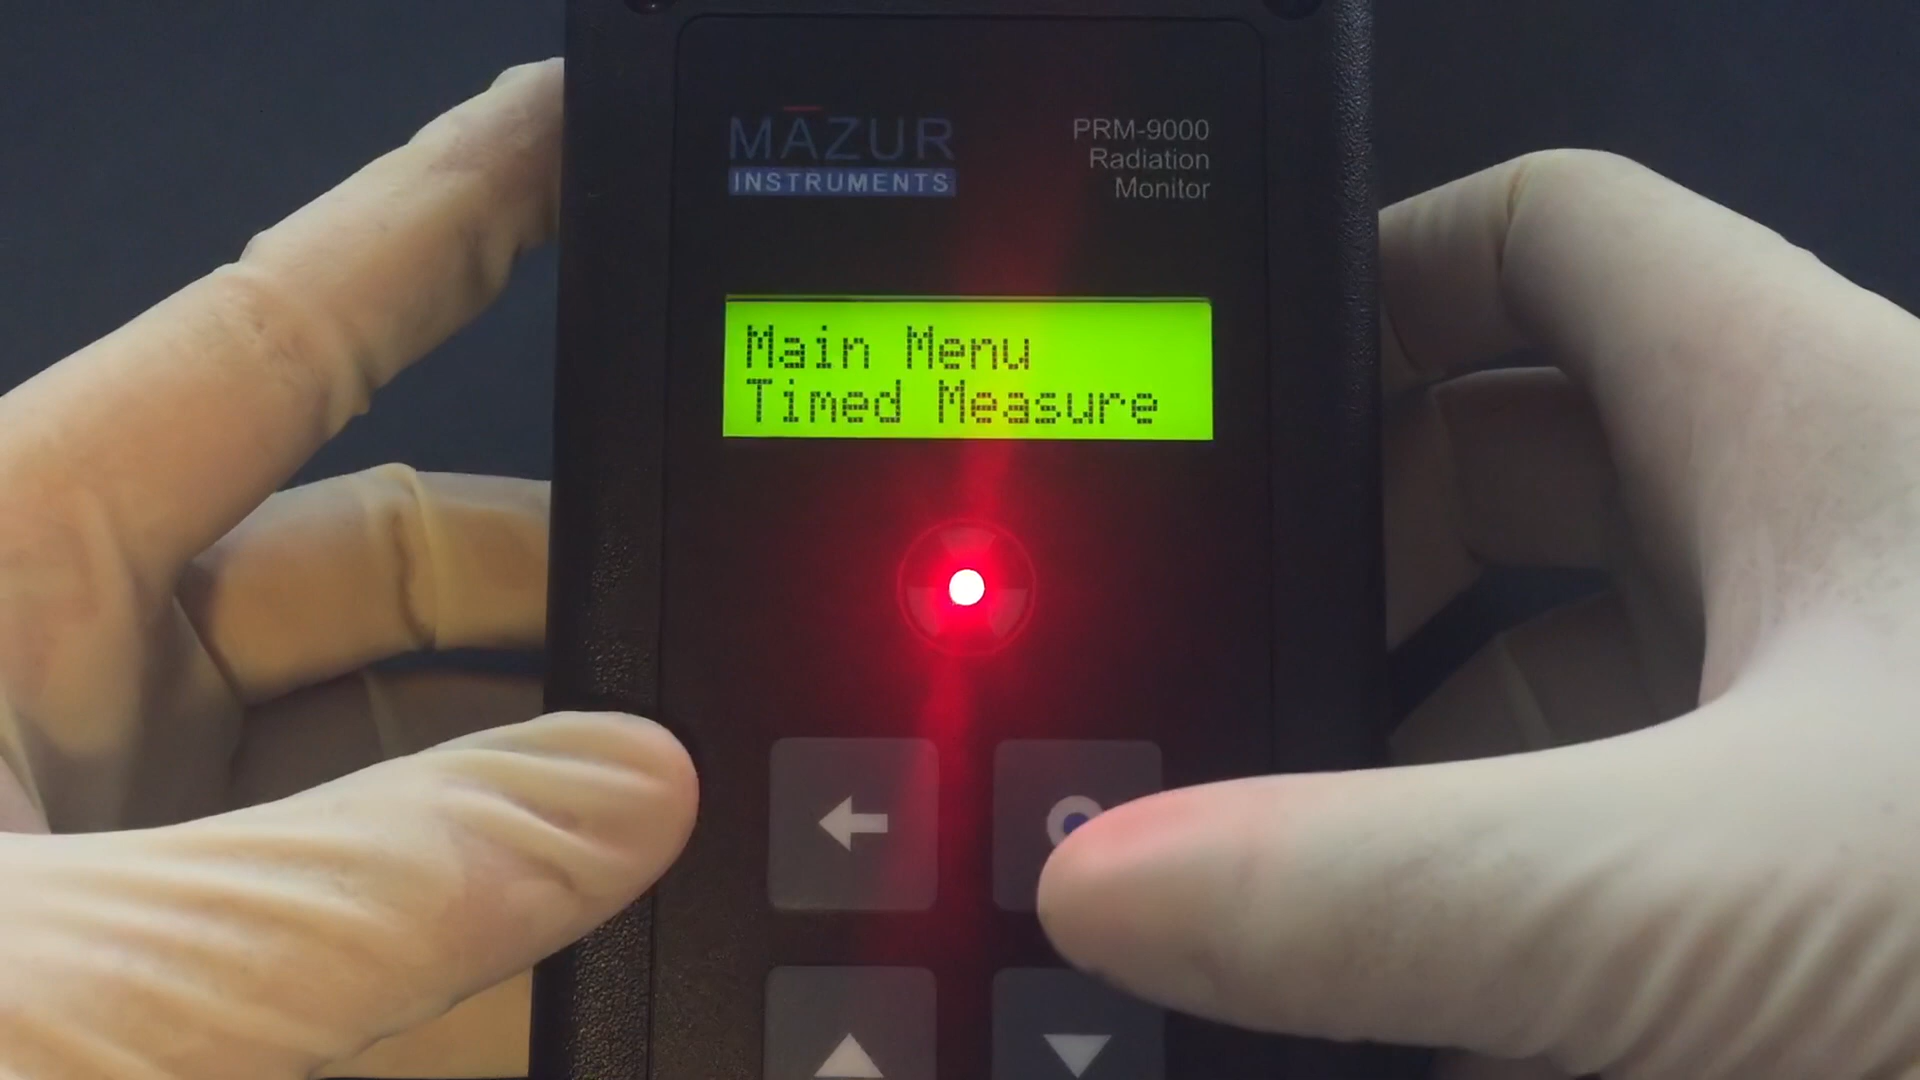 MAZUR
INSTRUMENTS
PRM-9000
Radiation
Monitor
Main Menu
Timed Measure